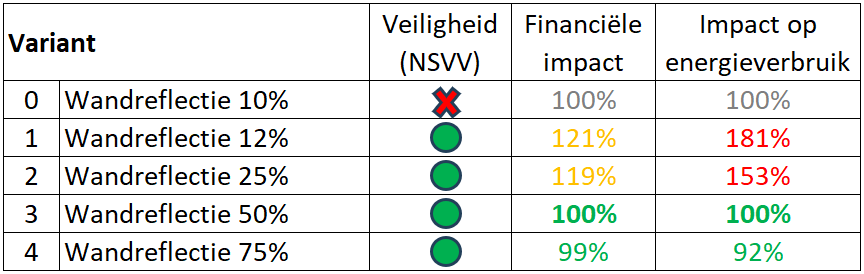 Variant Veiligheid (NSVV) Financiële impact Impact op energieverbruik
0 Wandreflectie 10% 100% 100%
1 Wandreflectie 12% 121% 181%
2 Wandreflectie 25% 119% 153%
3 Wandreflectie 50% 100% 100%
4 Wandreflectie 75% 99% 92%